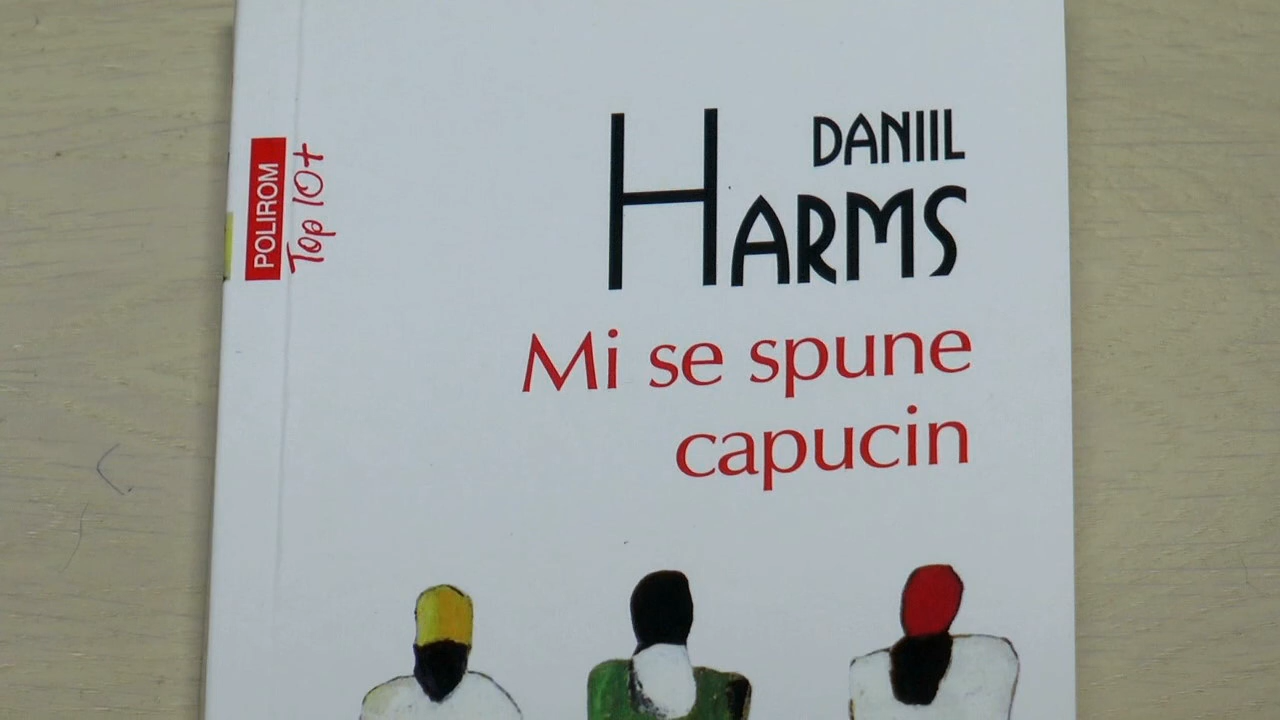 POLIROM
Top 10+
DANIIL
HARMS
Mi se spune
capucin